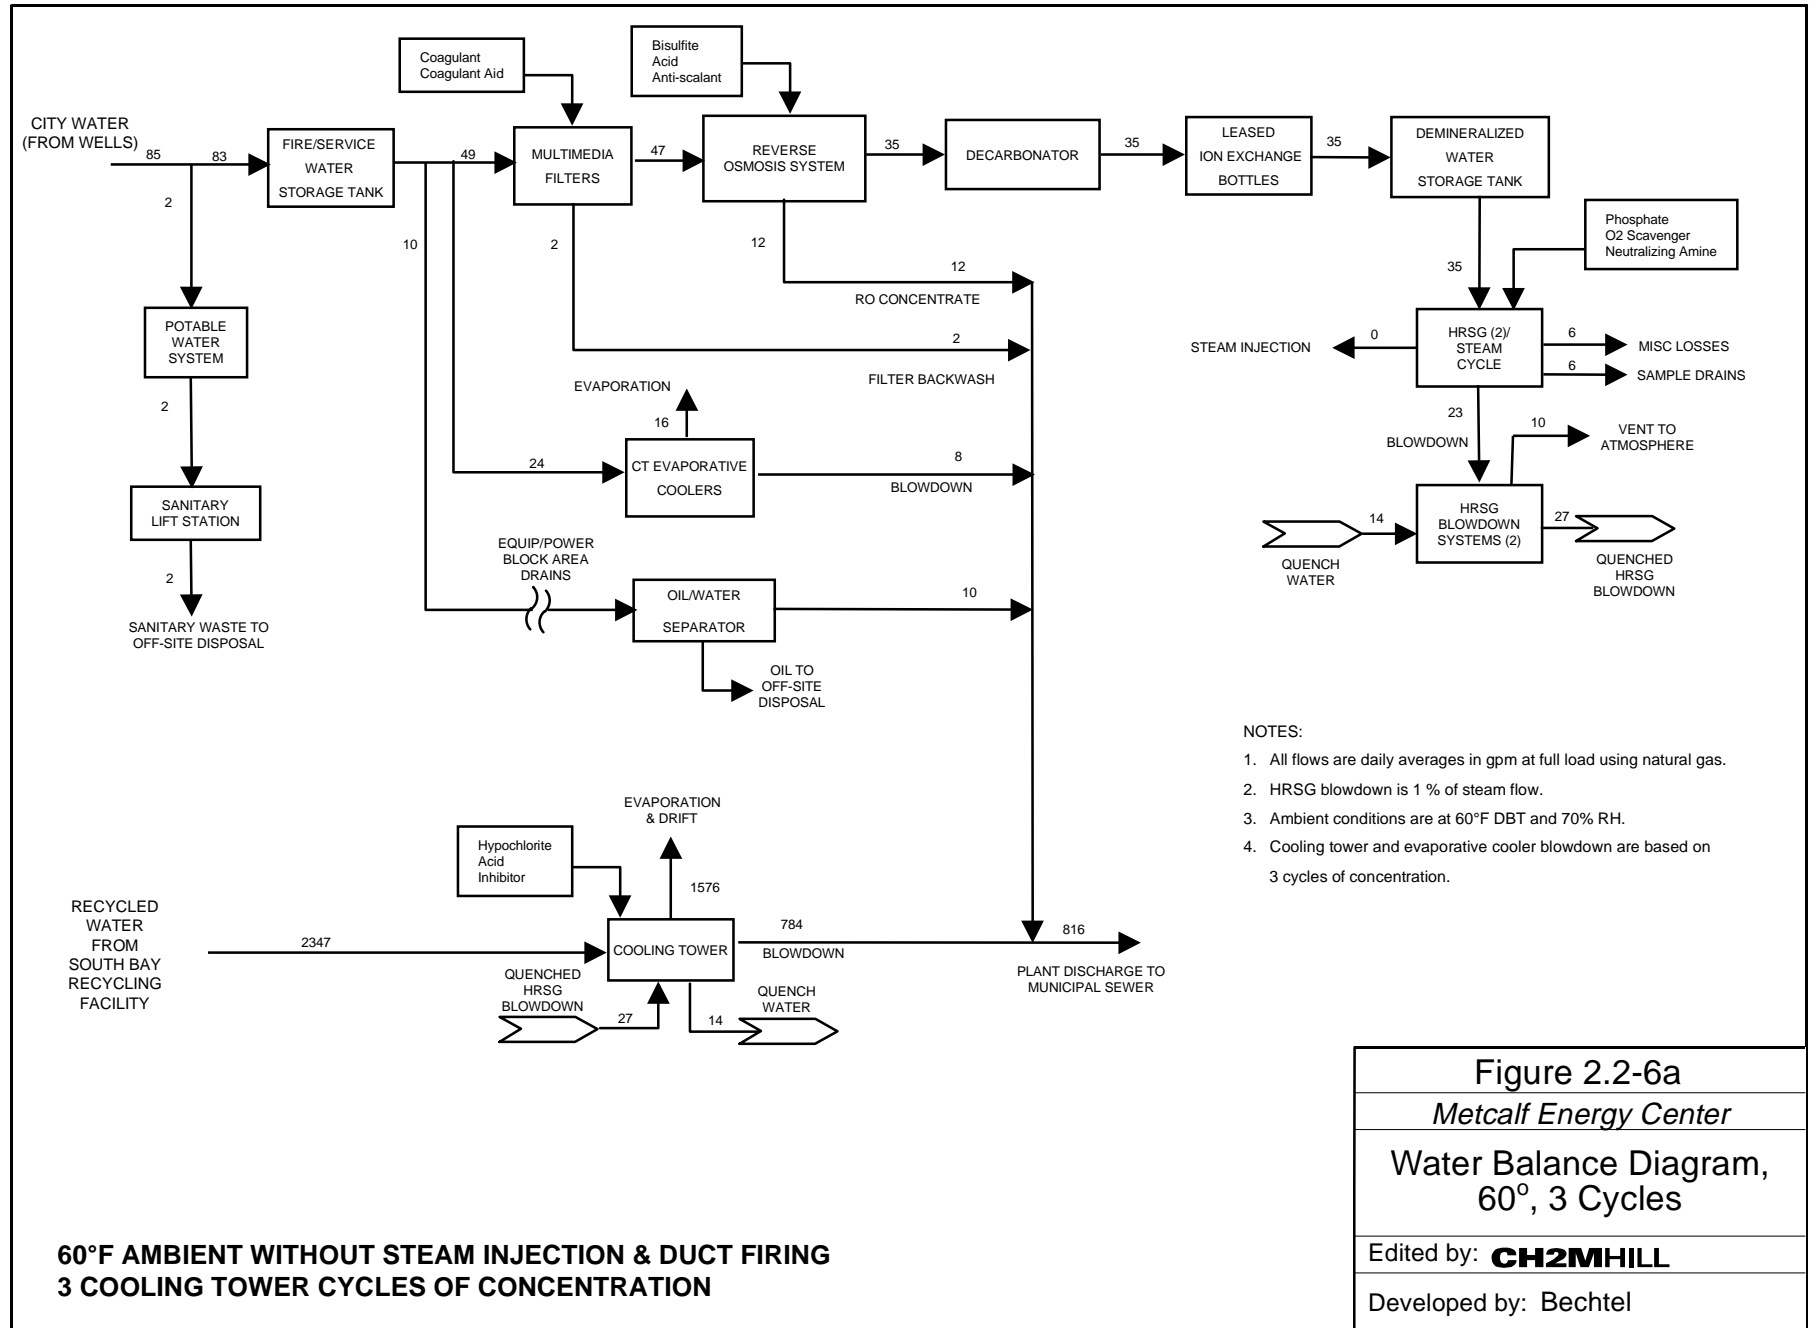 Coagulant
Coagulant Aid
Bisulfite
Acid
Anti-scalant
CITY WATER
(FROM WELLS)
85
83
2
FIRE/SERVICE
WATER
STORAGE TANK
49
10
MULTIMEDIA
FILTERS
47
2
REVERSE
OSMOSIS SYSTEM
35
12
DECARBONATOR
35
LEASED
ION EXCHANGE
BOTTLES
35
DEMINERALIZED
WATER
STORAGE TANK
Phosphate
O2 Scavenger
Neutralizing Amine
35
12
RO CONCENTRATE
2
FILTER BACKWASH
POTABLE
WATER
SYSTEM
2
SANITARY
LIFT STATION
2
SANITARY WASTE TO
OFF-SITE DISPOSAL
EVAPORATION
16
24
CT EVAPORATIVE
COOLERS
8
BLOWDOWN
EQUIP/POWER
BLOCK AREA
DRAINS
OIL/WATER
SEPARATOR
10
OIL TO
OFF-SITE
DISPOSAL
STEAM INJECTION
0
HRSG (2)/
STEAM
CYCLE
6
MISC LOSSES
6
SAMPLE DRAINS
23
BLOWDOWN
10
VENT TO
ATMOSPHERE
14
QUENCH
WATER
HRSG
BLOWDOWN
SYSTEMS (2)
27
QUENCHED
HRSG
BLOWDOWN
NOTES:
1. All flows are daily averages in gpm at full load using natural gas.
2. HRSG blowdown is 1 % of steam flow.
3. Ambient conditions are at 60°F DBT and 70% RH.
4. Cooling tower and evaporative cooler blowdown are based on
3 cycles of concentration.
EVAPORATION
& DRIFT
Hypochlorite
Acid
Inhibitor
1576
RECYCLED
WATER
FROM
SOUTH BAY
RECYCLING
FACILITY
2347
COOLING TOWER
784
BLOWDOWN
816
PLANT DISCHARGE TO
MUNICIPAL SEWER
QUENCHED
HRSG
BLOWDOWN
27
14
QUENCH
WATER
60°F AMBIENT WITHOUT STEAM INJECTION & DUCT FIRING
3 COOLING TOWER CYCLES OF CONCENTRATION
Figure 2.2-6a
Metcalf Energy Center
Water Balance Diagram,
60°, 3 Cycles
Edited by: CH2MHILL
Developed by: Bechtel